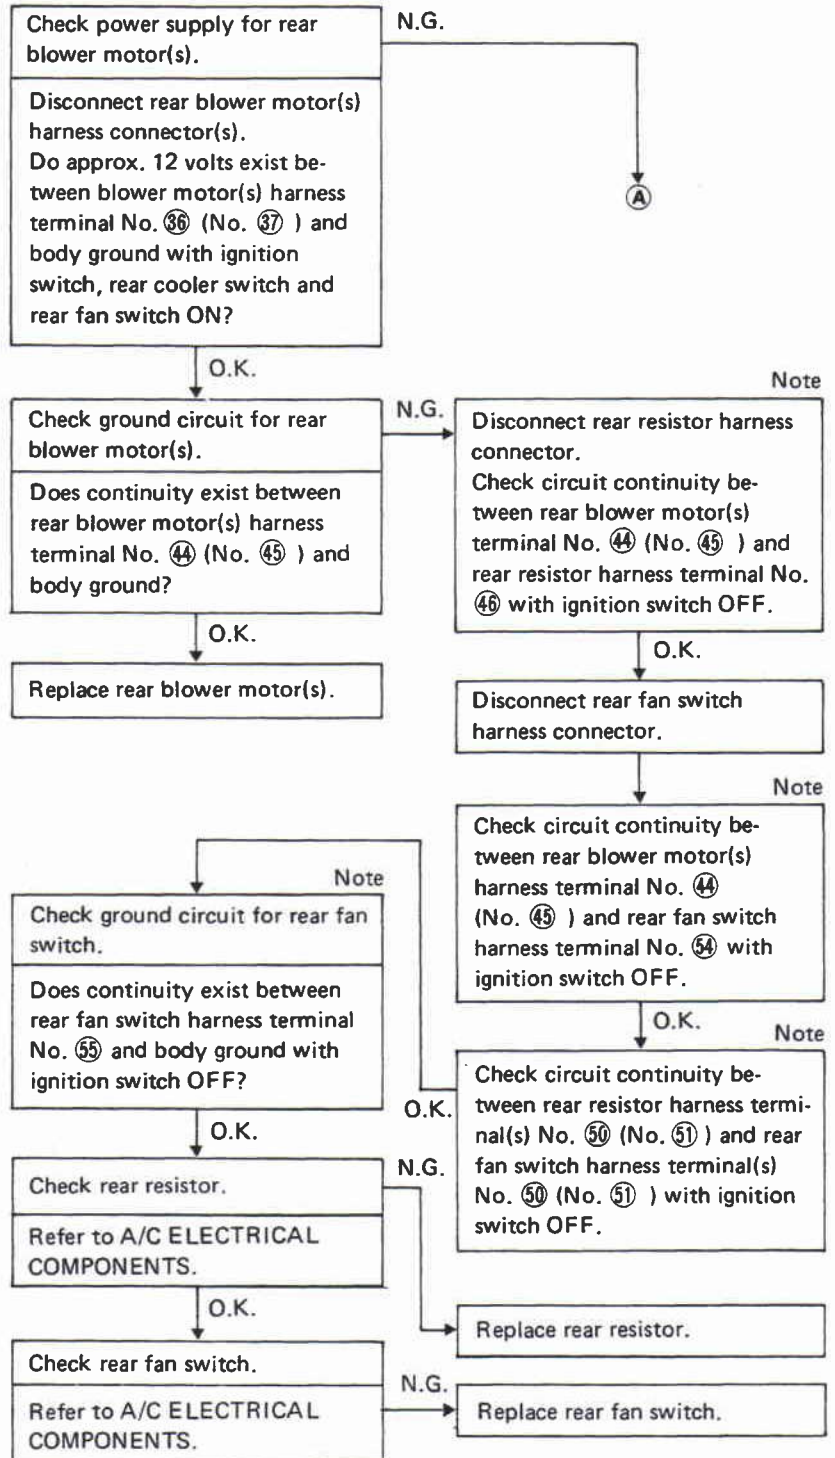 Check power supply for rear
blower motor(s).
N.G.
Disconnect rear blower motor(s)
harness connector(s).
Do approx. 12 volts exist be-
tween blower motor(s) harness
terminal No. ㊱ (No. ㊲ ) and
body ground with ignition
switch, rear cooler switch and
rear fan switch ON?
Ⓐ
O.K.
Check ground circuit for rear
blower motor(s).
Does continuity exist between
rear blower motor(s) harness
terminal No. ㊹ (No. ㊺ ) and
body ground?
N.G.
Note
Disconnect rear resistor harness
connector.
Check circuit continuity be-
tween rear blower motor(s)
terminal No. ㊹ (No. ㊺ ) and
rear resistor harness terminal No.
㊻ with ignition switch OFF.
O.K.
Replace rear blower motor(s).
O.K.
Disconnect rear fan switch
harness connector.
Note
Check circuit continuity be-
tween rear blower motor(s)
harness terminal No. ㊹
(No. ㊺ ) and rear fan switch
harness terminal No. 54 with
ignition switch OFF.
O.K.
Note
Check circuit continuity be-
tween rear resistor harness termi-
nal(s) No. ㊿ (No. 51 ) and rear
fan switch harness terminal(s)
No. ㊿ (No. 51 ) with ignition
switch OFF.
O.K.
Note
Check ground circuit for rear fan
switch.
Does continuity exist between
rear fan switch harness terminal
No. 55 and body ground with
ignition switch OFF?
O.K.
Check rear resistor.
Refer to A/C ELECTRICAL
COMPONENTS.
N.G.
Replace rear resistor.
O.K.
Check rear fan switch.
Refer to A/C ELECTRICAL
COMPONENTS.
N.G.
Replace rear fan switch.